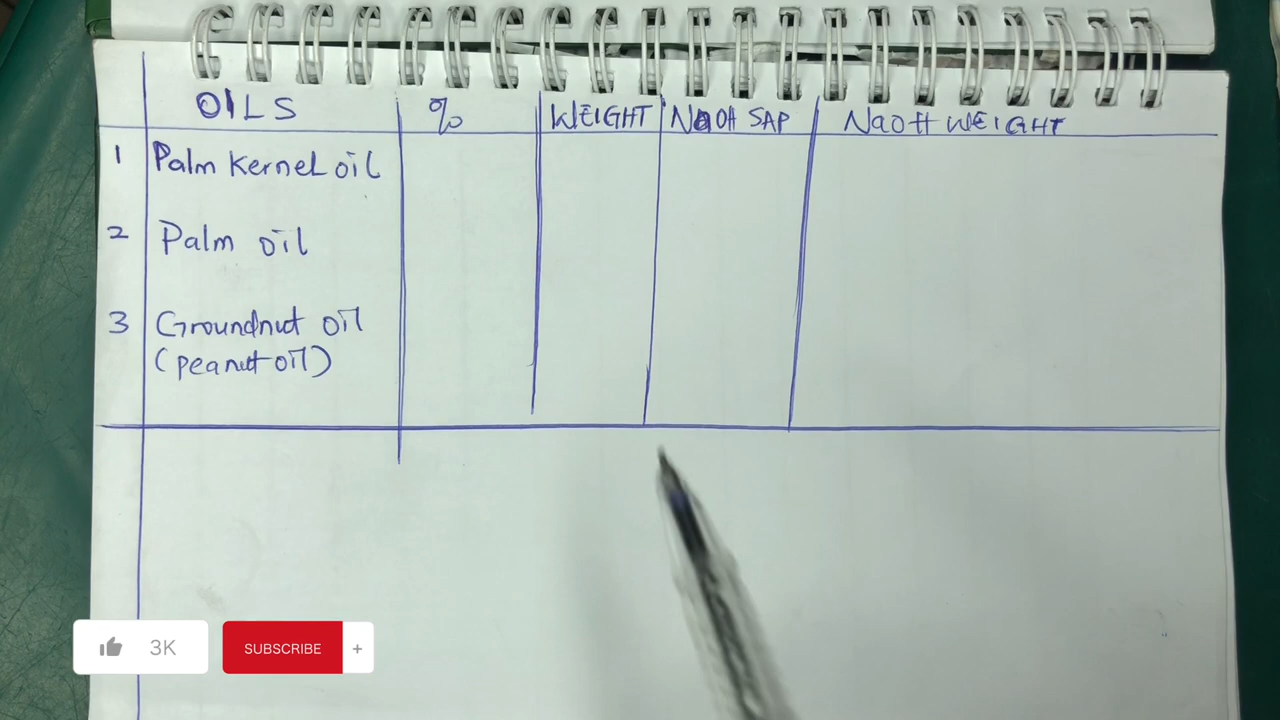 OILS % WEIGHT NaOH SAP NaOH WEIGHT
1 Palm Kernel oil
2 Palm oil
3 Groundnut oil
(peanut oil)
3K SUBSCRIBE +